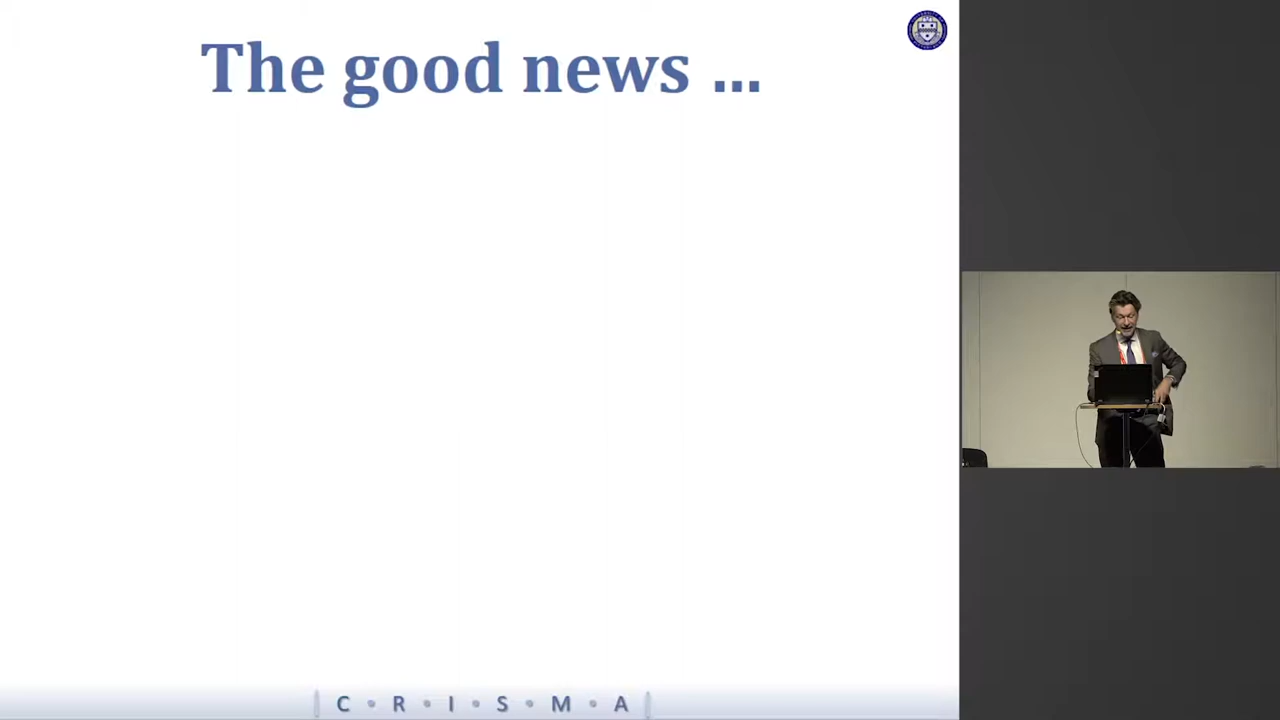 The good news ...
C • R • I • S • M • A